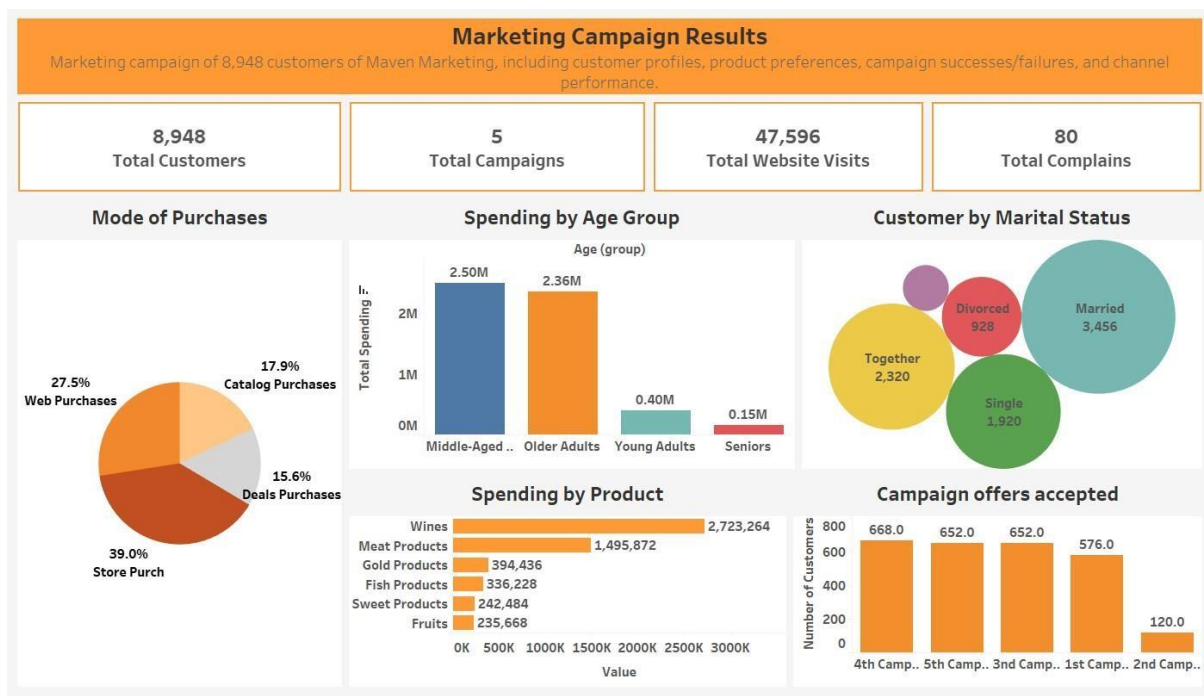 Marketing Campaign Results
Marketing campaign of 8,948 customers of Maven Marketing, including customer profiles, product preferences, campaign successes/failures, and channel
performance.
8,948
Total Customers
5
Total Campaigns
47,596
Total Website Visits
80
Total Complains
Mode of Purchases
17.9%
Catalog Purchases
27.5%
Web Purchases
15.6%
Deals Purchases
39.0%
Store Purch
Spending by Age Group
Age (group)
Total Spending
2M
1M
0M
2.50M
2.36M
0.40M
0.15M
Middle-Aged ..
Older Adults
Young Adults
Seniors
Customer by Marital Status
Divorced
928
Married
3,456
Together
2,320
Single
1,920
Spending by Product
Wines 2,723,264
Meat Products 1,495,872
Gold Products 394,436
Fish Products 336,228
Sweet Products 242,484
Fruits 235,668
0K 500K 1000K 1500K 2000K 2500K 3000K
Value
Campaign offers accepted
Number of Customers
800
600
400
200
0
668.0
652.0
652.0
576.0
120.0
4th Camp..
5th Camp..
3nd Camp..
1st Camp..
2nd Camp..